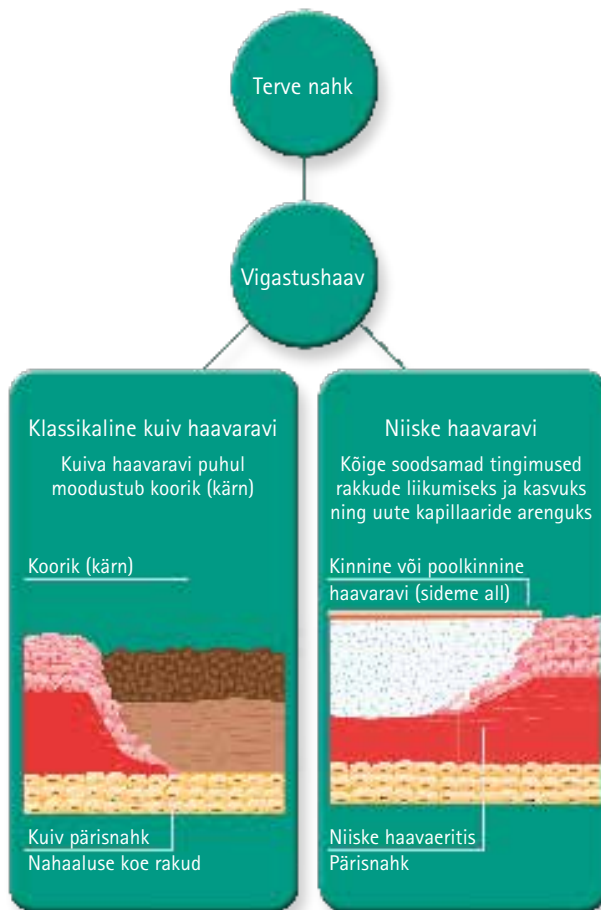 Terve nahk
Vigastushaav
Klassikaline kuiv haavaravi
Kuiva haavaravi puhul
moodustub koorik (kärn)
Koorik (kärn)
Kuiv pärisnahk
Nahaaluse koe rakud
Niiske haavaravi
Kõige soodsamad tingimused
rakkude liikumiseks ja kasvuks
ning uute kapillaaride arenguks
Kinnine või poolkinnine
haavaravi (sideme all)
Niiske haavaeritis
Pärisnahk